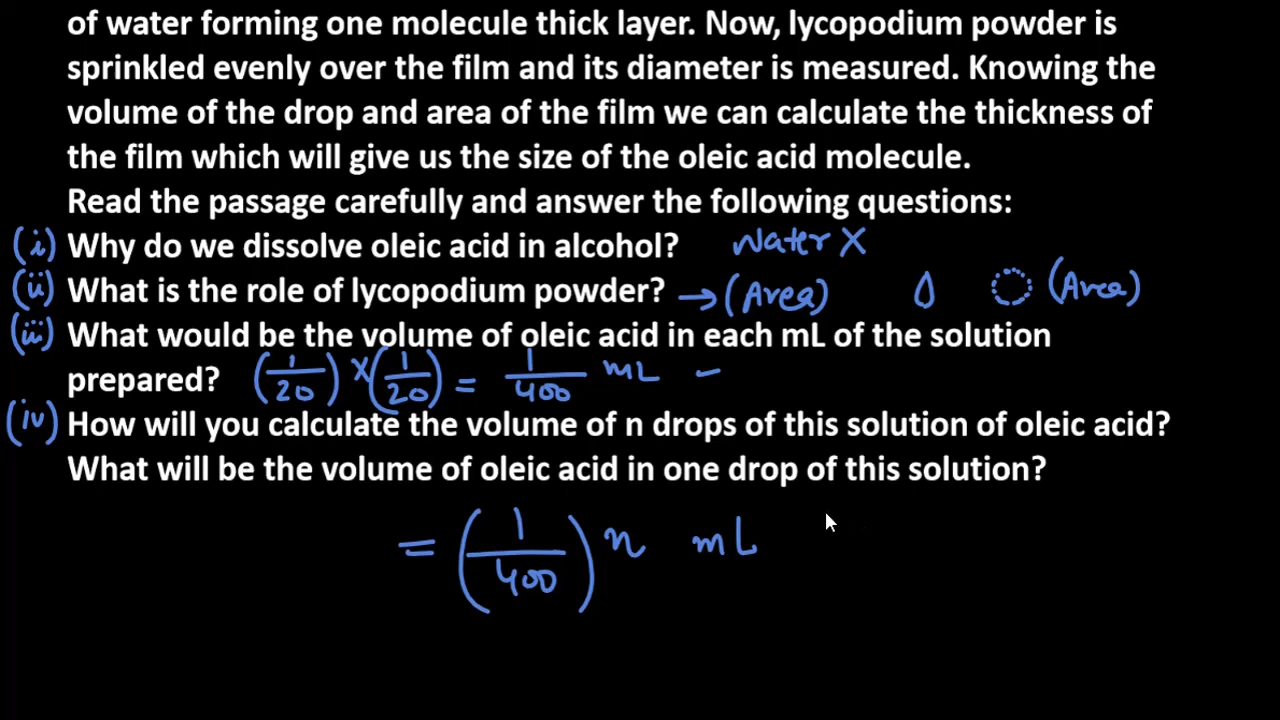 of water forming one molecule thick layer. Now, lycopodium powder is
sprinkled evenly over the film and its diameter is measured. Knowing the
volume of the drop and area of the film we can calculate the thickness of
the film which will give us the size of the oleic acid molecule.
Read the passage carefully and answer the following questions:
(i) Why do we dissolve oleic acid in alcohol? Water X
(ii) What is the role of lycopodium powder? → (Area) (Area)
(iii) What would be the volume of oleic acid in each mL of the solution
prepared? (1/20) × (1/20) = 1/400 mL –
(iv) How will you calculate the volume of n drops of this solution of oleic acid?
What will be the volume of oleic acid in one drop of this solution?
= (1/400) n mL